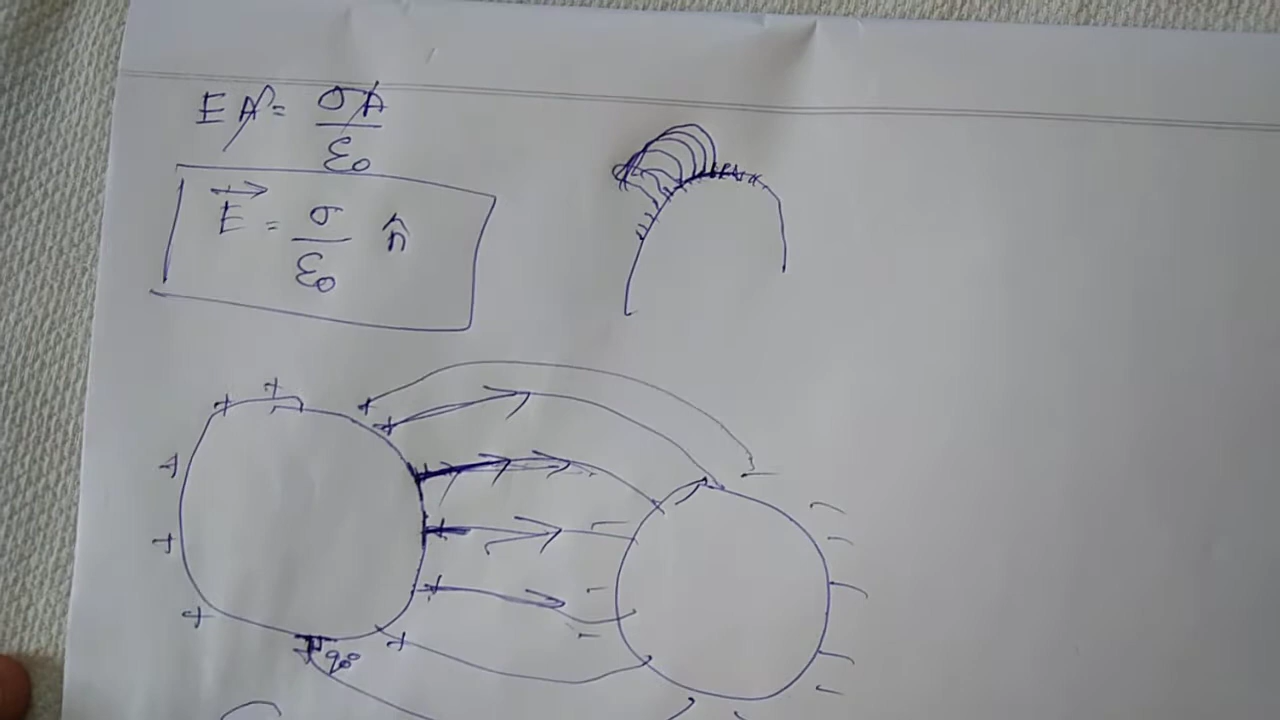 EA = σA/ε₀
E⃗ = σ/ε₀ n̂
90°